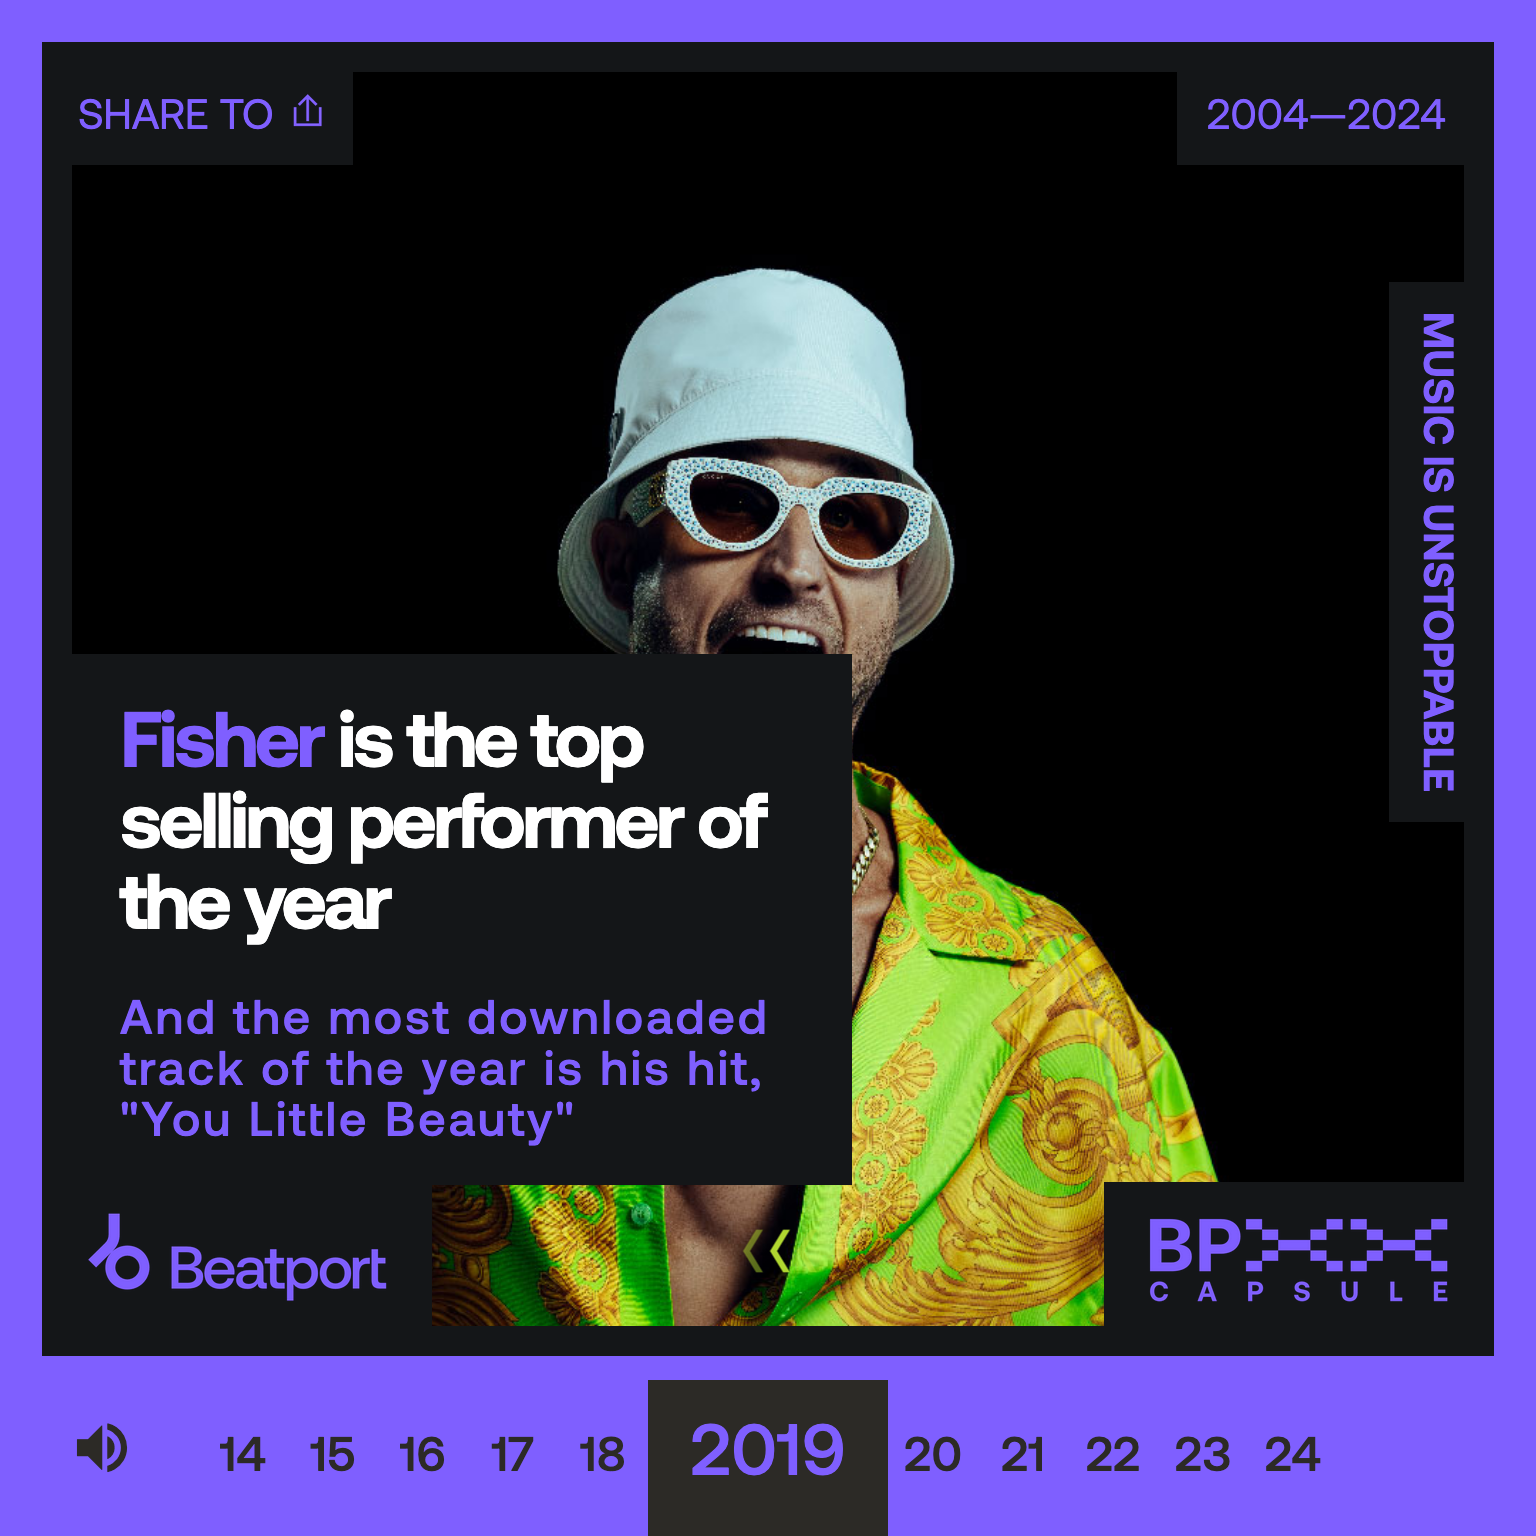 SHARE TO
2004—2024
MUSIC IS UNSTOPPABLE
Fisher is the top
selling performer of
the year
And the most downloaded
track of the year is his hit,
"You Little Beauty"
Beatport
BPXX
CAPSULE
14 15 16 17 18 2019 20 21 22 23 24